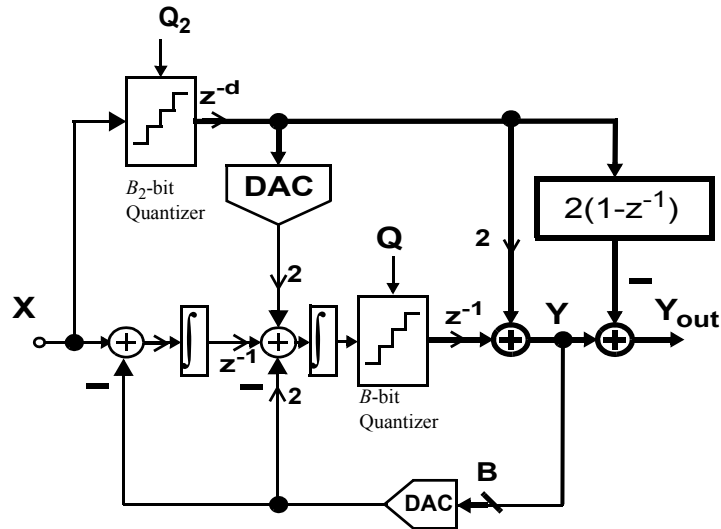 Q2
z-d
B2-bit
Quantizer
DAC
2(1-z-1)
2
2
Q
X
z-1
z-1
Y
Yout
2
B-bit
Quantizer
B
DAC